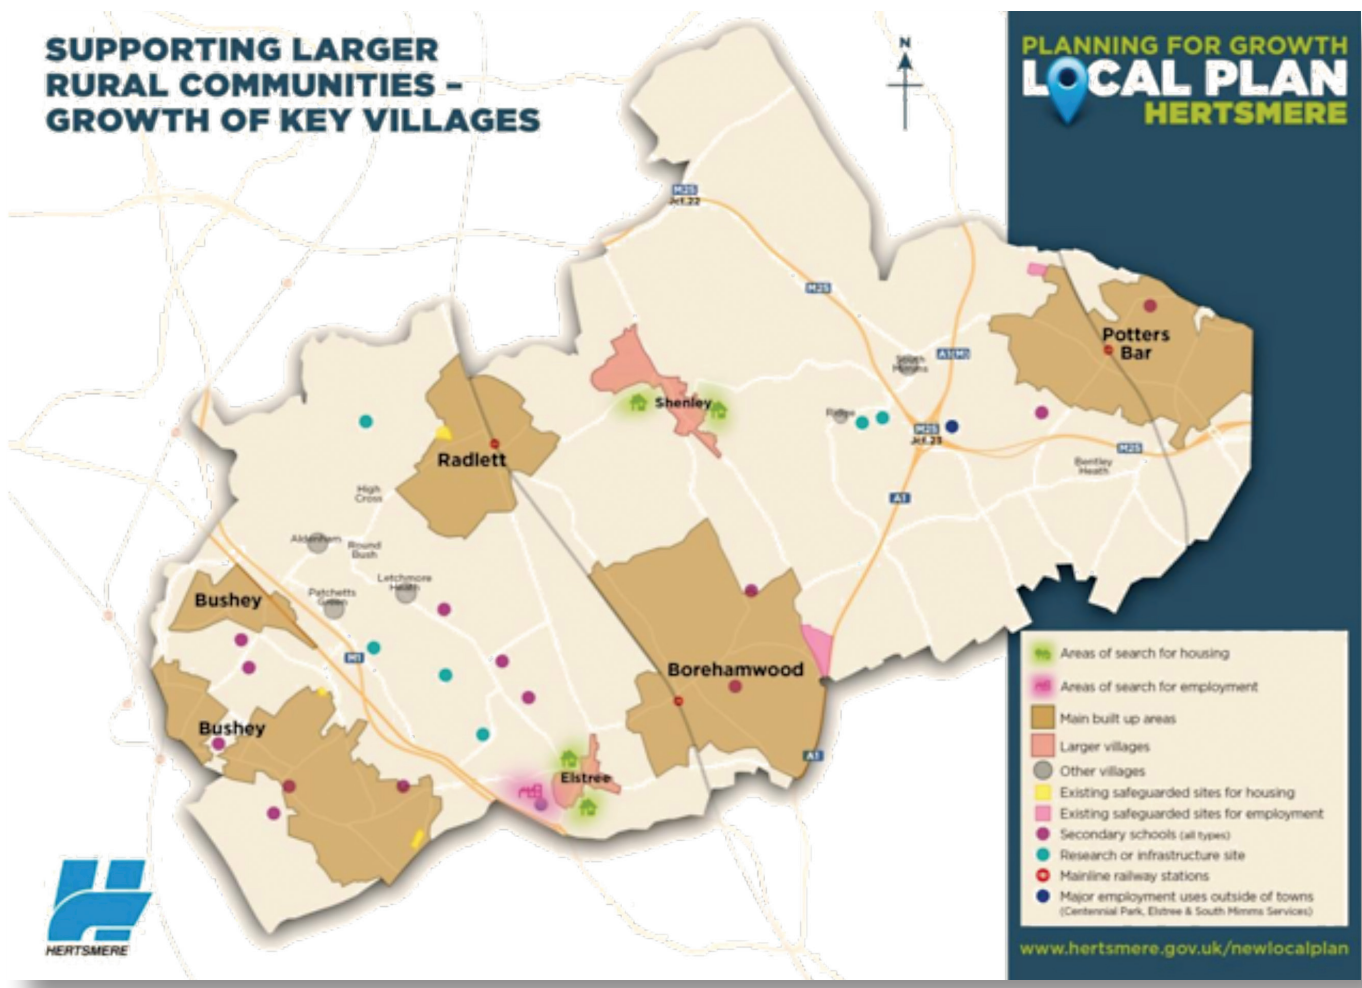 SUPPORTING LARGER
RURAL COMMUNITIES –
GROWTH OF KEY VILLAGES
N
PLANNING FOR GROWTH
LOCAL PLAN
HERTSMERE
M25
Jct.22
M25
South
Mimms
A1(M)
Potters
Bar
Shenley
Ridge
M25
Jct.23
M25
Bentley
Heath
Radlett
High
Cross
A1
Aldenham
Round
Bush
Letchmore
Heath
Patchetts
Green
Bushey
M1
Borehamwood
Bushey
A1
Elstree
Areas of search for housing
Areas of search for employment
Main built up areas
Larger villages
Other villages
Existing safeguarded sites for housing
Existing safeguarded sites for employment
Secondary schools (all types)
Research or infrastructure site
Mainline railway stations
Major employment uses outside of towns
(Centennial Park, Elstree & South Mimms Services)
HERTSMERE
www.hertsmere.gov.uk/newlocalplan